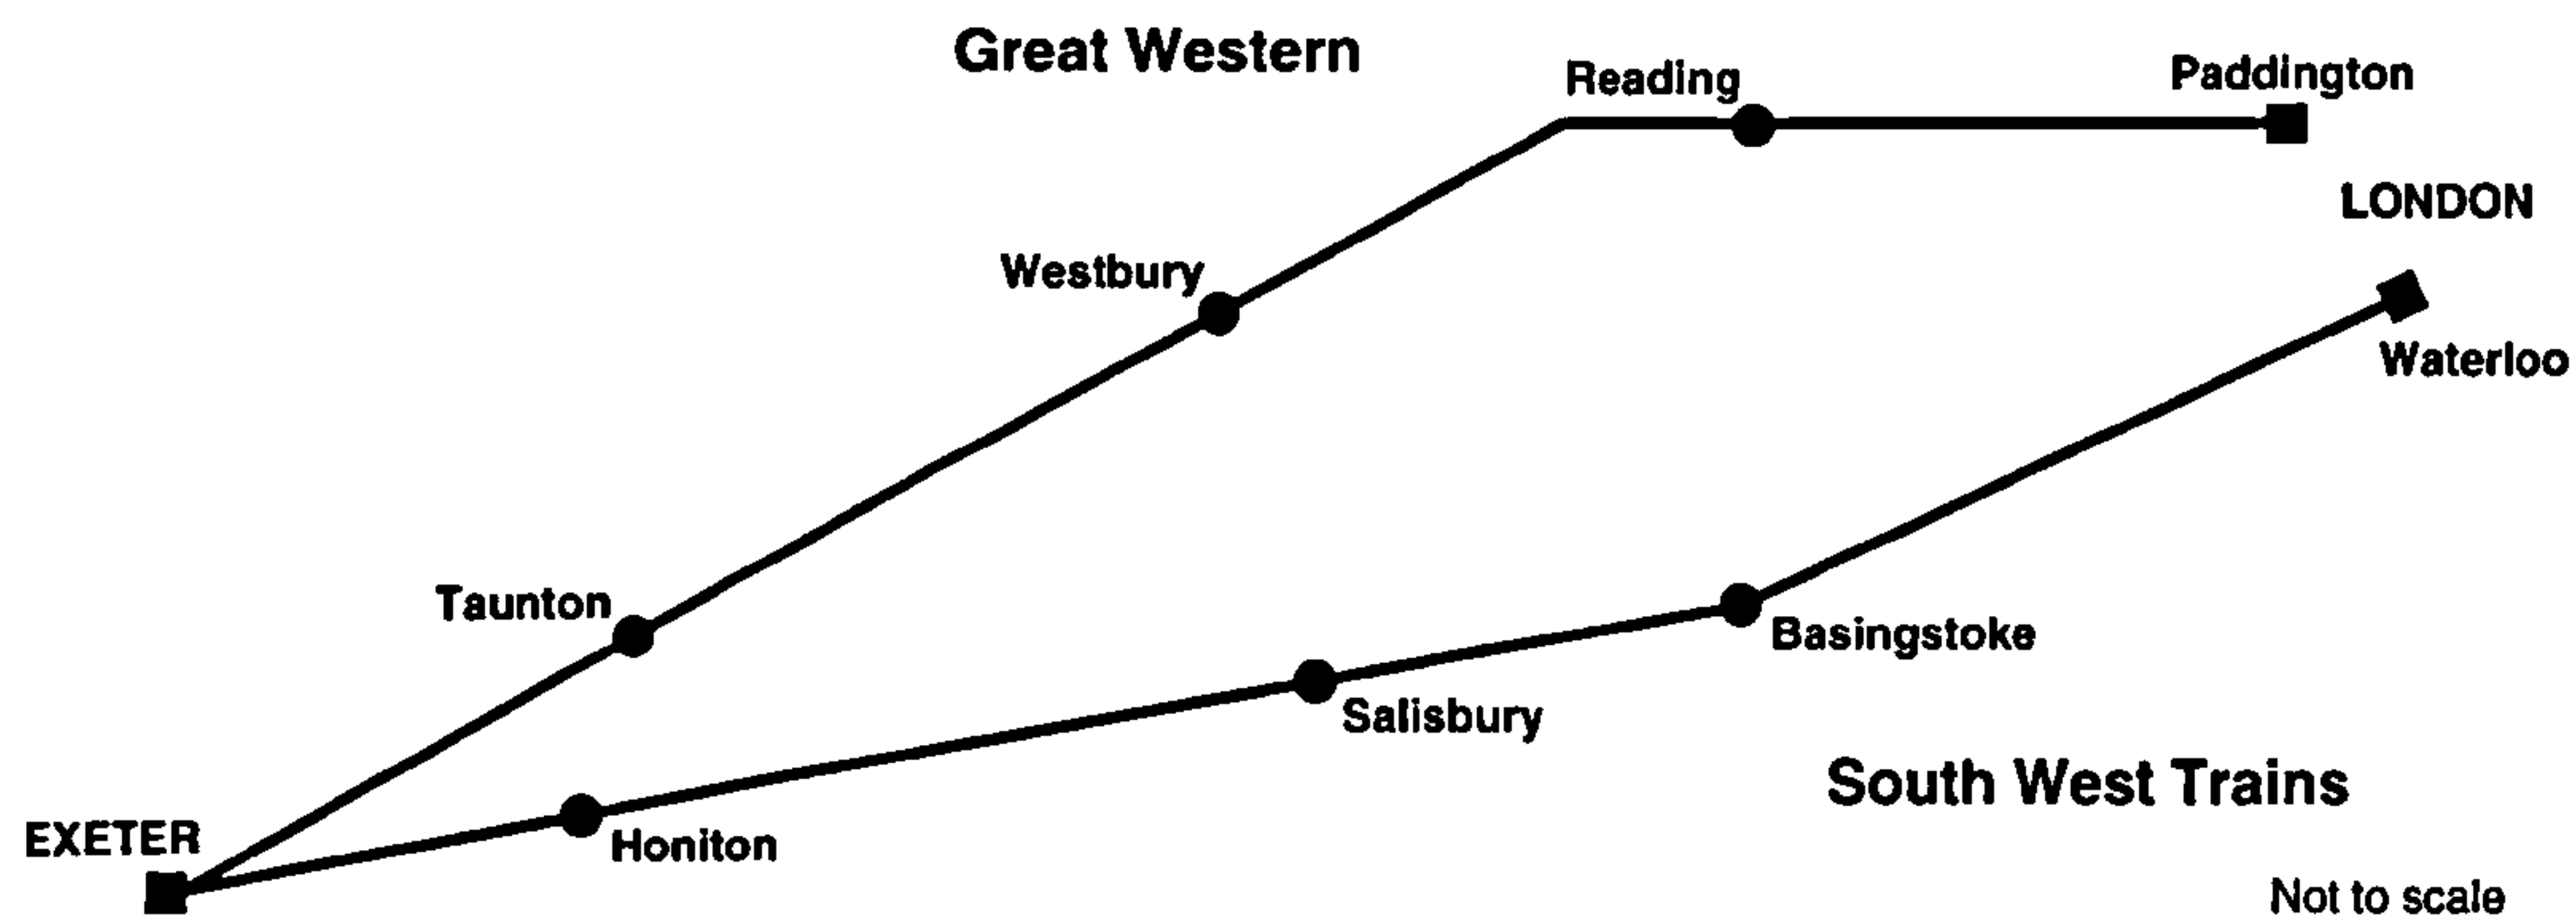 Great Western
Reading
Paddington
LONDON
Westbury
Waterloo
Taunton
Basingstoke
Salisbury
South West Trains
EXETER
Honiton
Not to scale